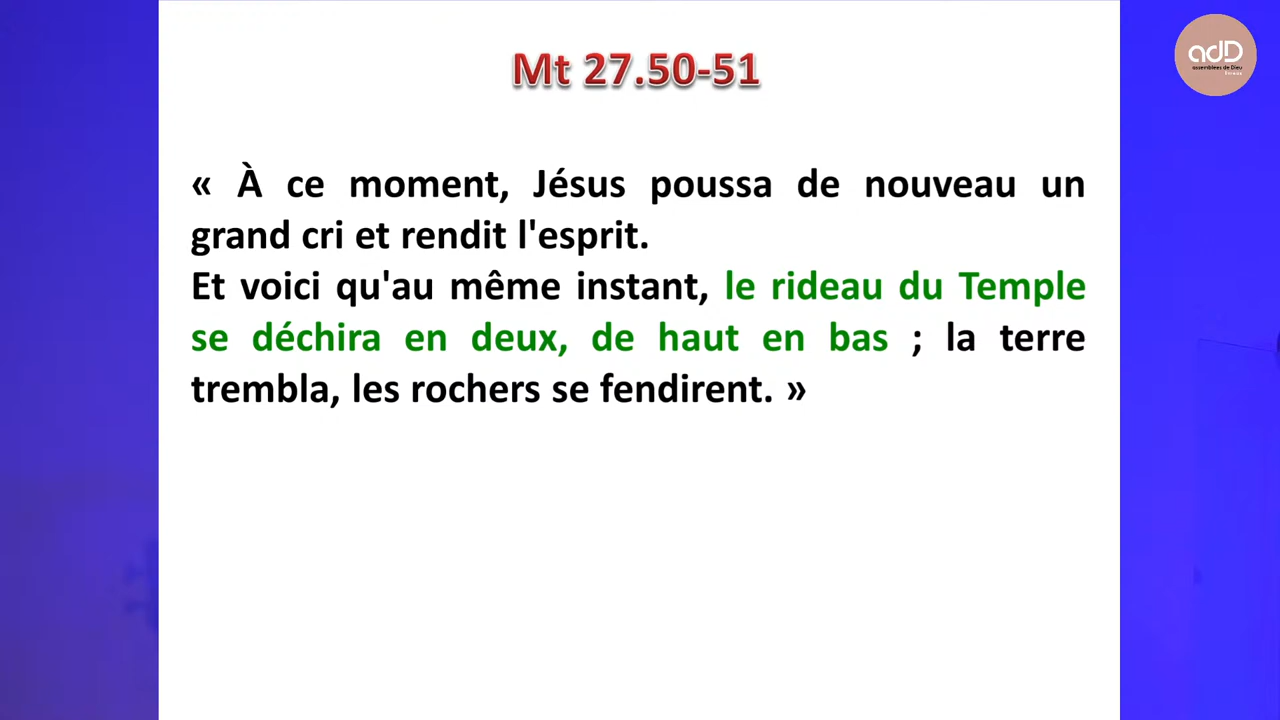 Mt 27.50-51
adD
assemblées de Dieu
« À ce moment, Jésus poussa de nouveau un
grand cri et rendit l'esprit.
Et voici qu'au même instant, le rideau du Temple
se déchira en deux, de haut en bas ; la terre
trembla, les rochers se fendirent. »